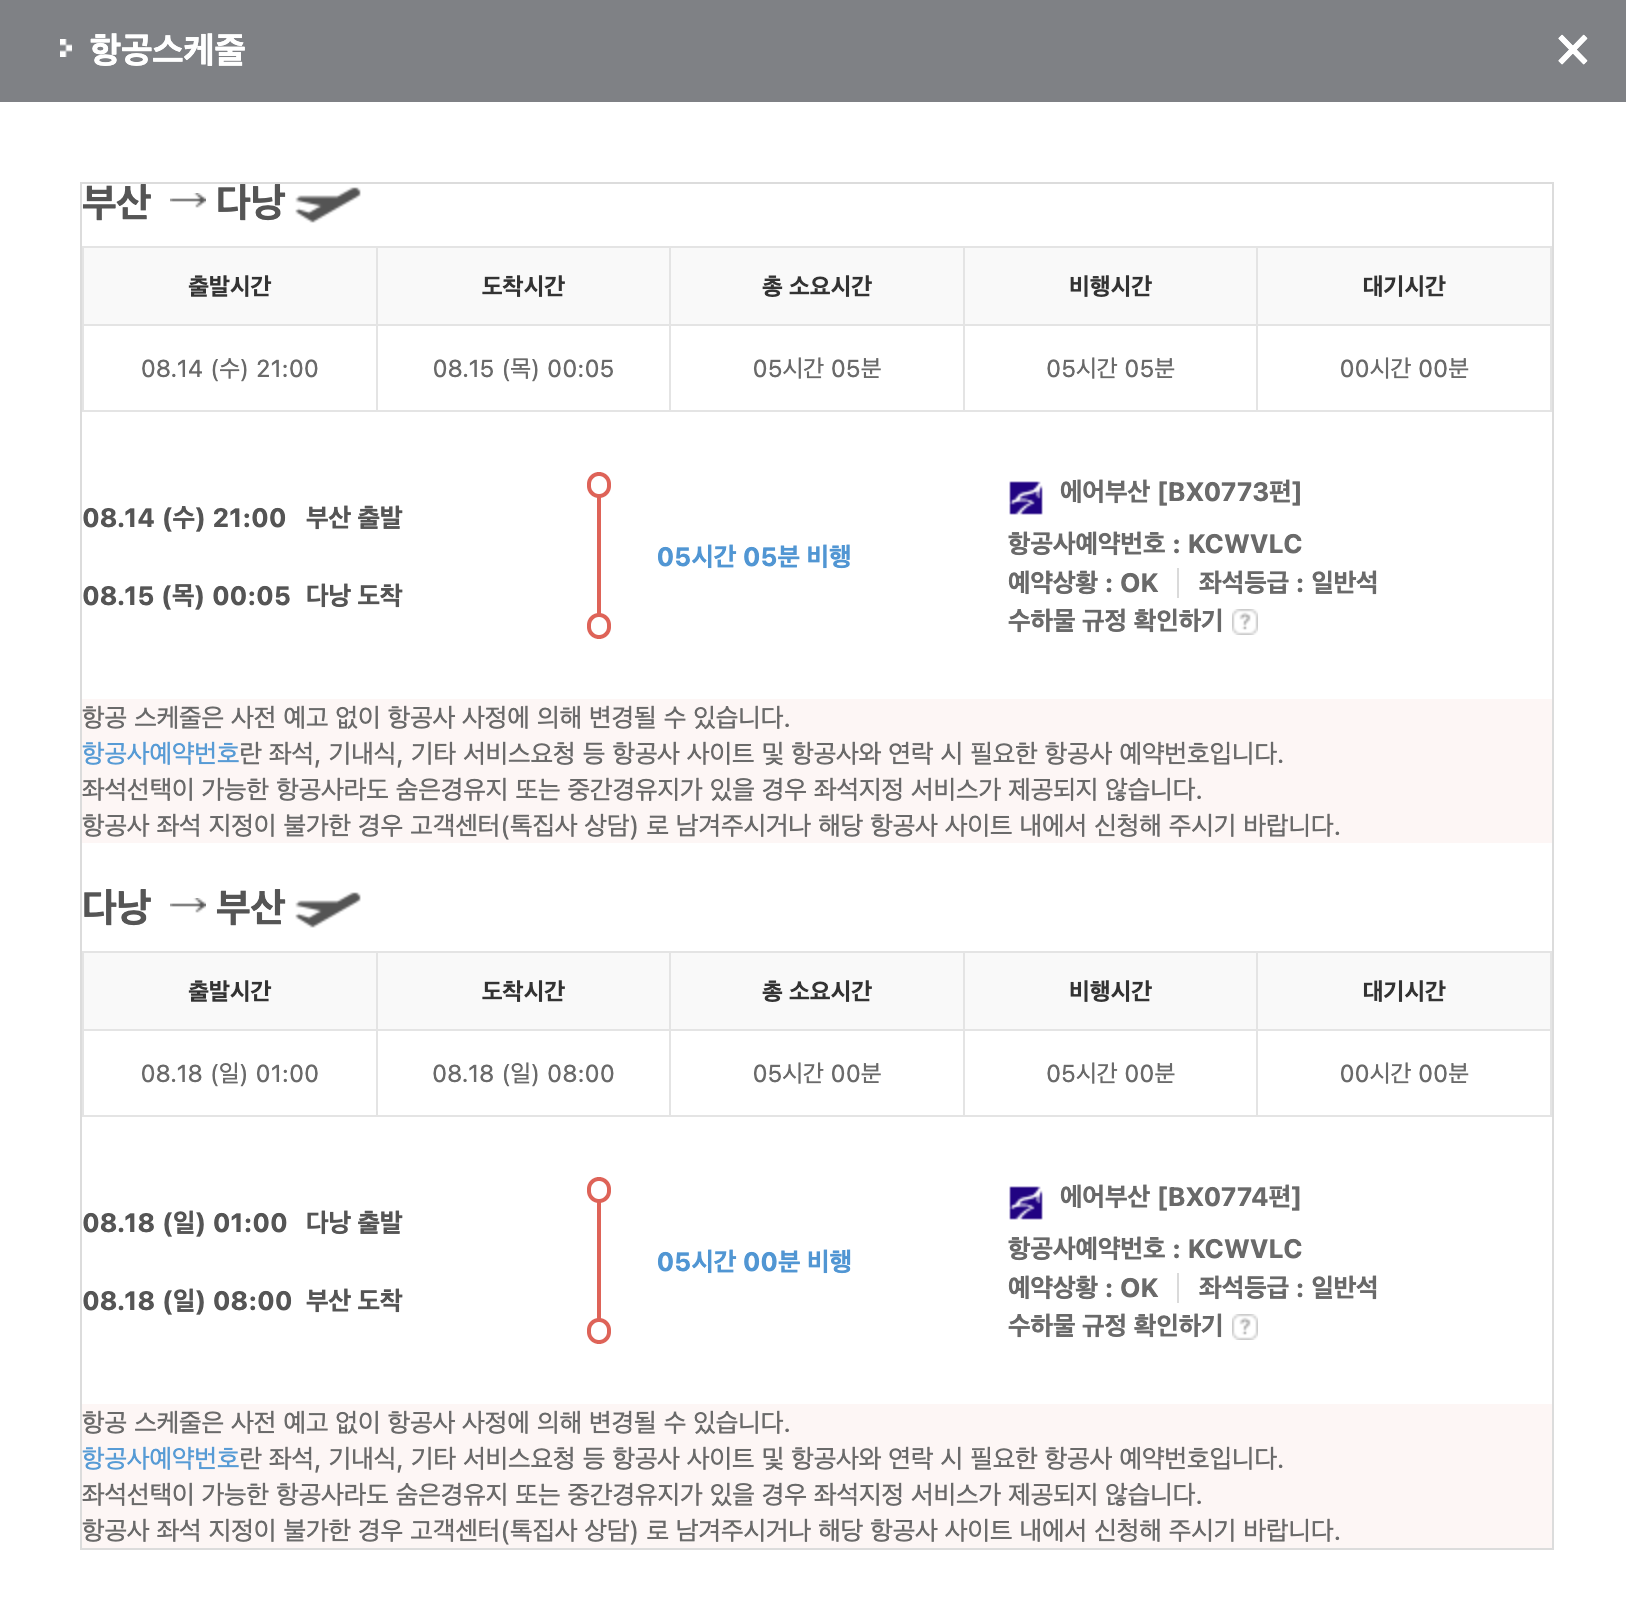 항공스케줄
부산 → 다낭
출발시간 도착시간 총 소요시간 비행시간 대기시간
08.14 (수) 21:00 08.15 (목) 00:05 05시간 05분 05시간 05분 00시간 00분
08.14 (수) 21:00 부산 출발
08.15 (목) 00:05 다낭 도착
05시간 05분 비행
에어부산 [BX0773편]
항공사예약번호 : KCWVLC
예약상황 : OK 좌석등급 : 일반석
수하물 규정 확인하기 ?
항공 스케줄은 사전 예고 없이 항공사 사정에 의해 변경될 수 있습니다.
항공사예약번호란 좌석, 기내식, 기타 서비스요청 등 항공사 사이트 및 항공사와 연락 시 필요한 항공사 예약번호입니다.
좌석선택이 가능한 항공사라도 숨은경유지 또는 중간경유지가 있을 경우 좌석지정 서비스가 제공되지 않습니다.
항공사 좌석 지정이 불가한 경우 고객센터(톡집사 상담) 로 남겨주시거나 해당 항공사 사이트 내에서 신청해 주시기 바랍니다.
다낭 → 부산
출발시간 도착시간 총 소요시간 비행시간 대기시간
08.18 (일) 01:00 08.18 (일) 08:00 05시간 00분 05시간 00분 00시간 00분
08.18 (일) 01:00 다낭 출발
08.18 (일) 08:00 부산 도착
05시간 00분 비행
에어부산 [BX0774편]
항공사예약번호 : KCWVLC
예약상황 : OK 좌석등급 : 일반석
수하물 규정 확인하기 ?
항공 스케줄은 사전 예고 없이 항공사 사정에 의해 변경될 수 있습니다.
항공사예약번호란 좌석, 기내식, 기타 서비스요청 등 항공사 사이트 및 항공사와 연락 시 필요한 항공사 예약번호입니다.
좌석선택이 가능한 항공사라도 숨은경유지 또는 중간경유지가 있을 경우 좌석지정 서비스가 제공되지 않습니다.
항공사 좌석 지정이 불가한 경우 고객센터(톡집사 상담) 로 남겨주시거나 해당 항공사 사이트 내에서 신청해 주시기 바랍니다.